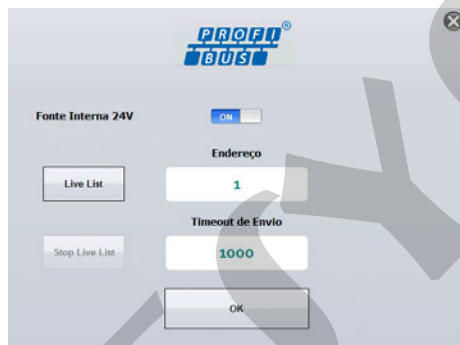 PROFI®
BUS
Fonte Interna 24V
ON
Endereço
Live List
1
Timeout de Envio
Stop Live List
1000
OK